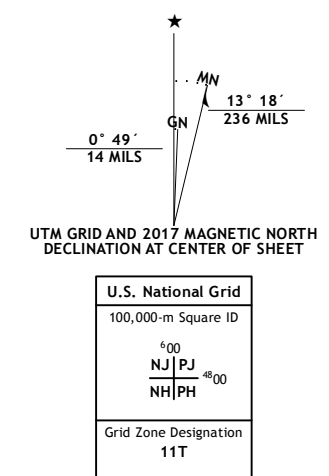 ★
MN
GN
13° 18´
236 MILS
0° 49´
14 MILS
UTM GRID AND 2017 MAGNETIC NORTH
DECLINATION AT CENTER OF SHEET
U.S. National Grid
100,000-m Square ID
⁶00
NJ PJ
⁴⁸00
NH PH
Grid Zone Designation
11T